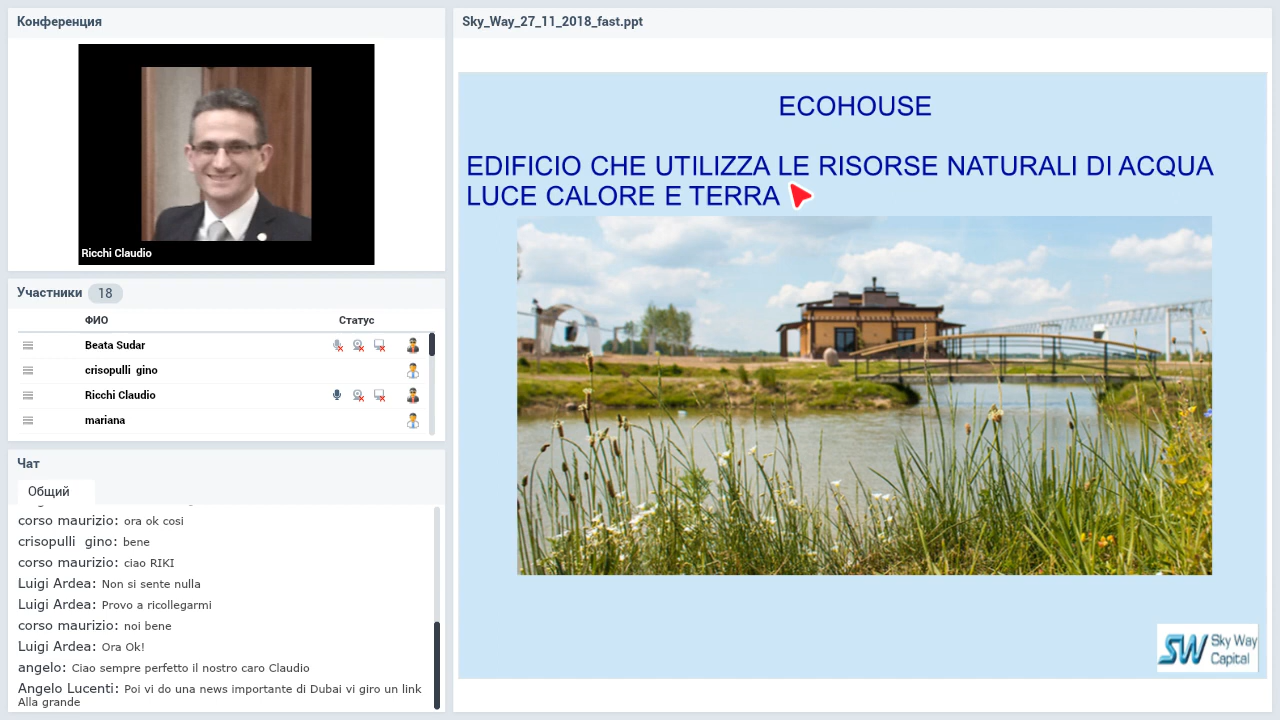 Конференция
Ricchi Claudio
Участники 18
ФИО Статус
Beata Sudar
crisopulli gino
Ricchi Claudio
mariana
Чат
Общий
corso maurizio: ora ok cosi
crisopulli gino: bene
corso maurizio: ciao RIKI
Luigi Ardea: Non si sente nulla
Luigi Ardea: Provo a ricollegarmi
corso maurizio: noi bene
Luigi Ardea: Ora Ok!
angelo: Ciao sempre perfetto il nostro caro Claudio
Angelo Lucenti: Poi vi do una news importante di Dubai vi giro un link
Alla grande
Sky_Way_27_11_2018_fast.ppt
ECOHOUSE
EDIFICIO CHE UTILIZZA LE RISORSE NATURALI DI ACQUA
LUCE CALORE E TERRA
SW Sky Way
Capital